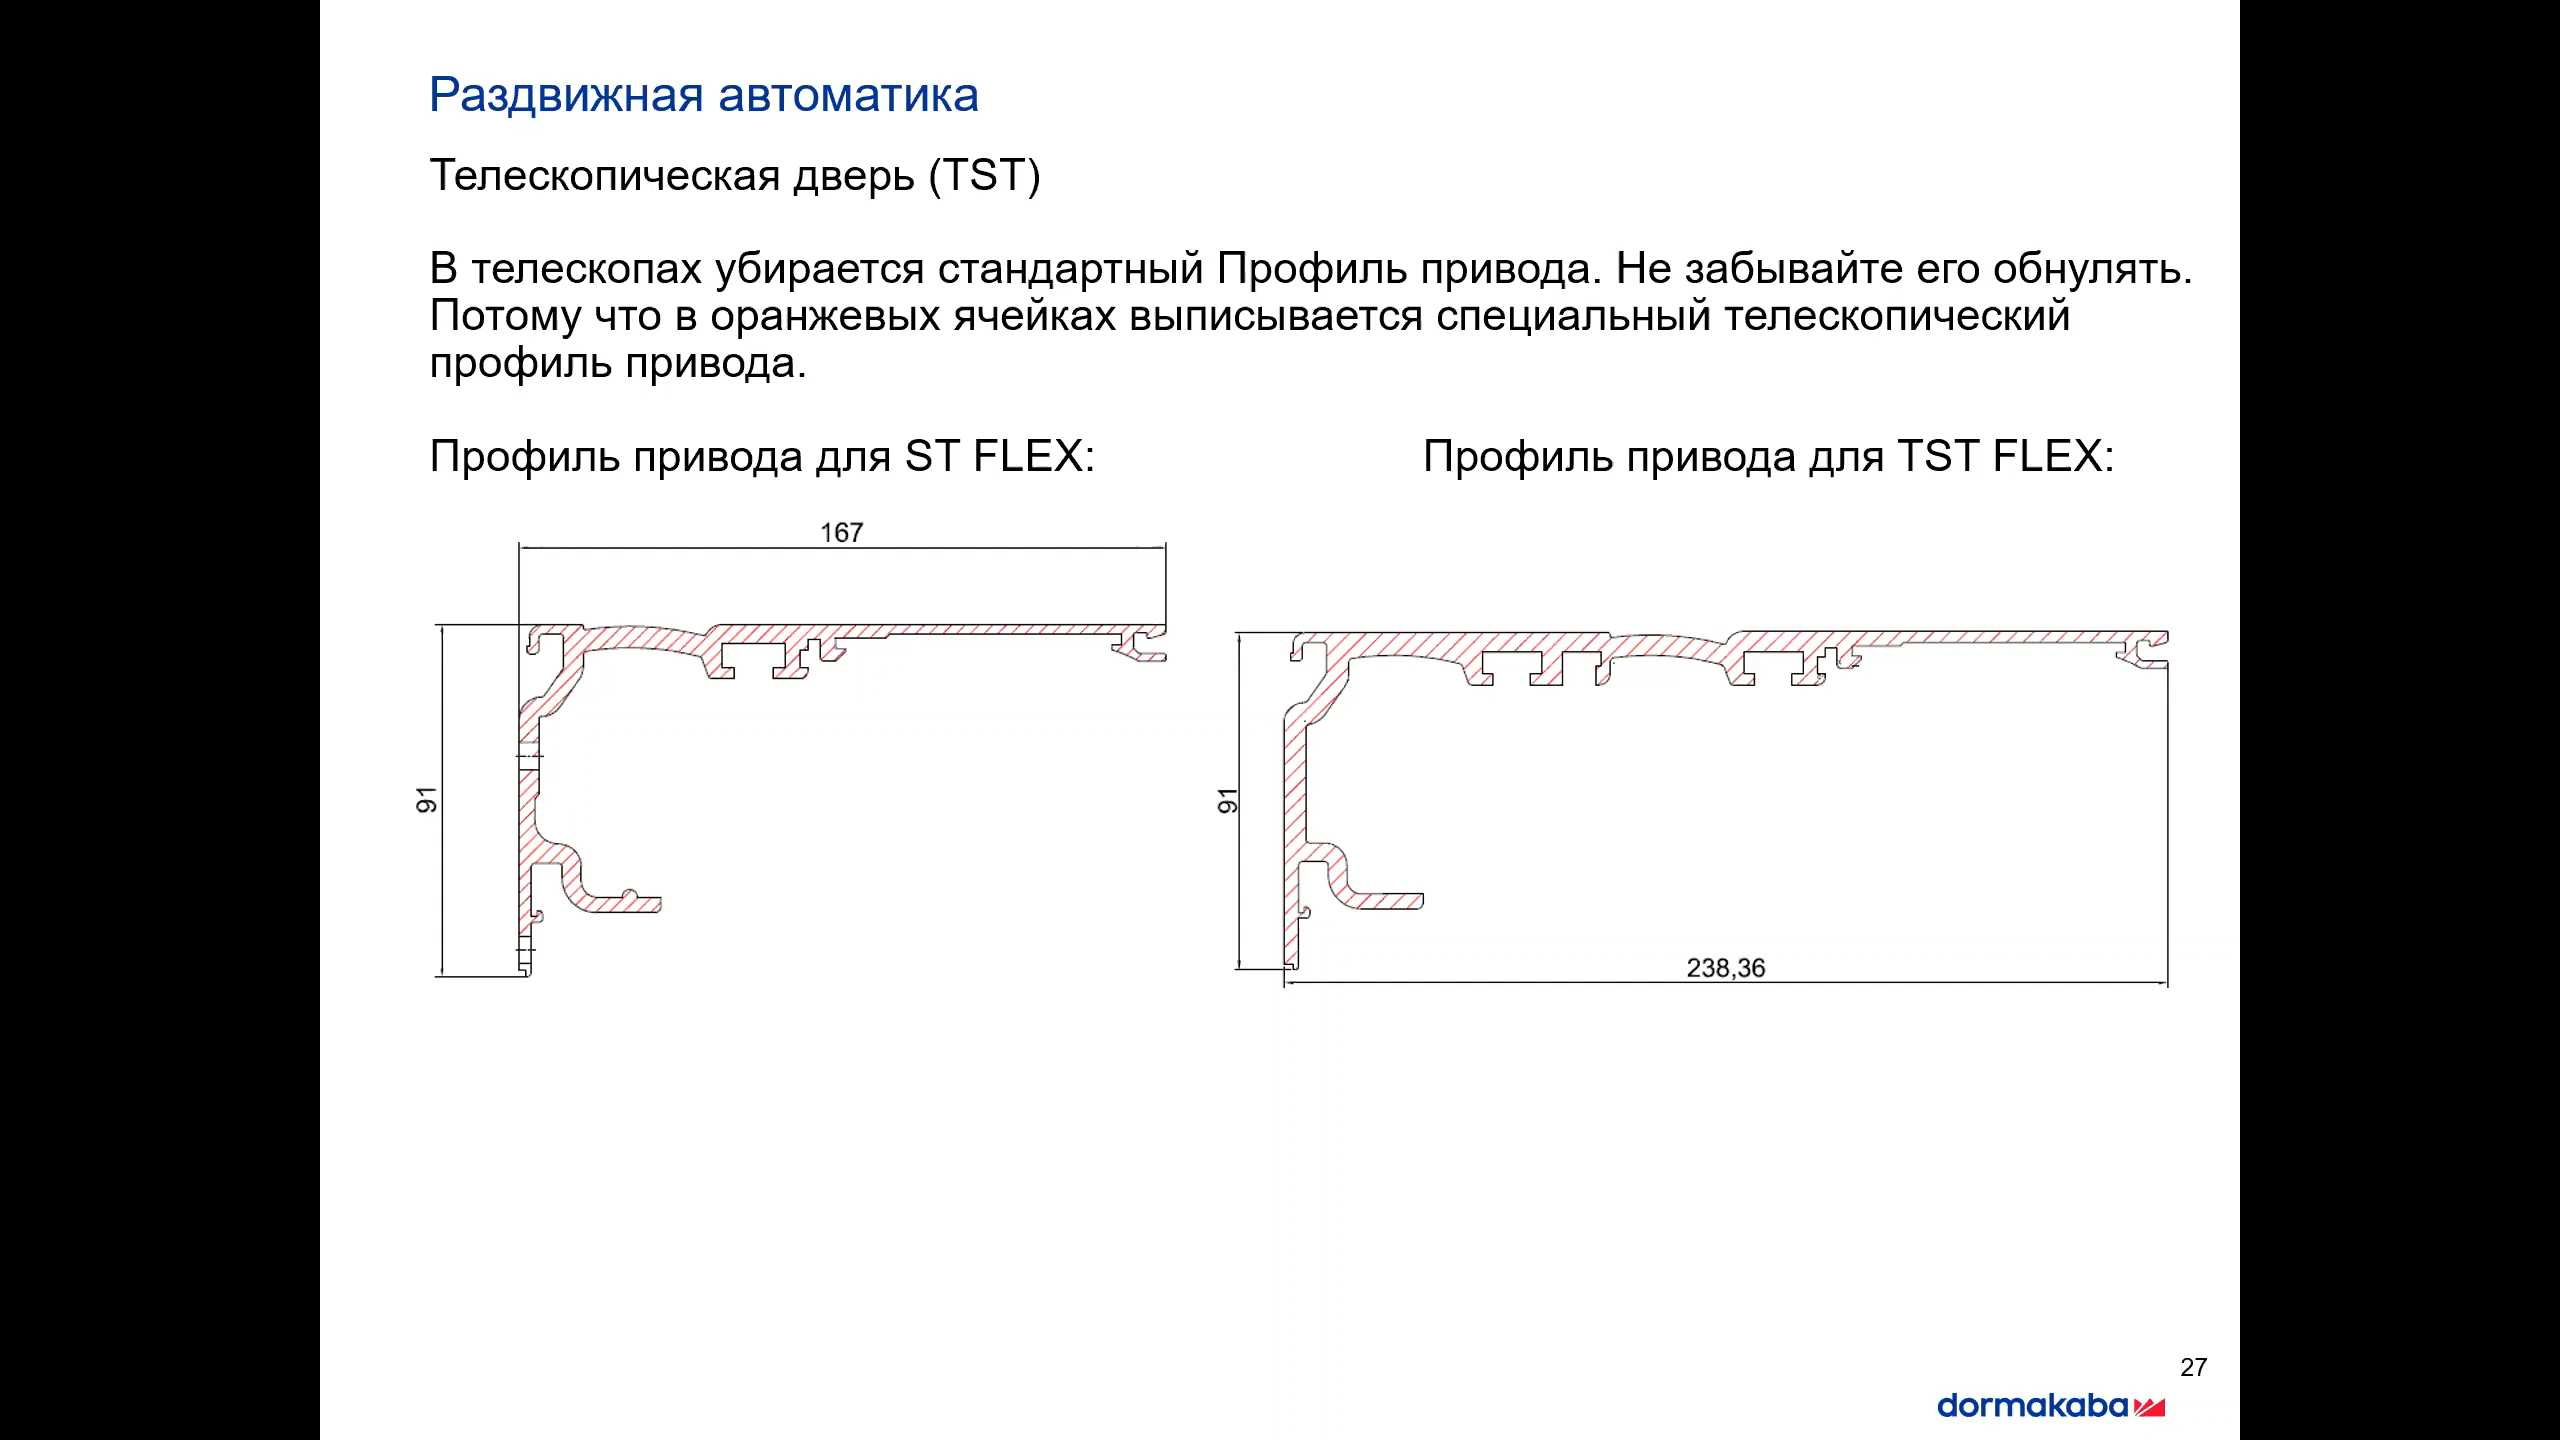 Раздвижная автоматика
Телескопическая дверь (TST)
В телескопах убирается стандартный Профиль привода. Не забывайте его обнулять.
Потому что в оранжевых ячейках выписывается специальный телескопический
профиль привода.
Профиль привода для ST FLEX:
Профиль привода для TST FLEX:
167
91
91
238,36
27
dormakaba